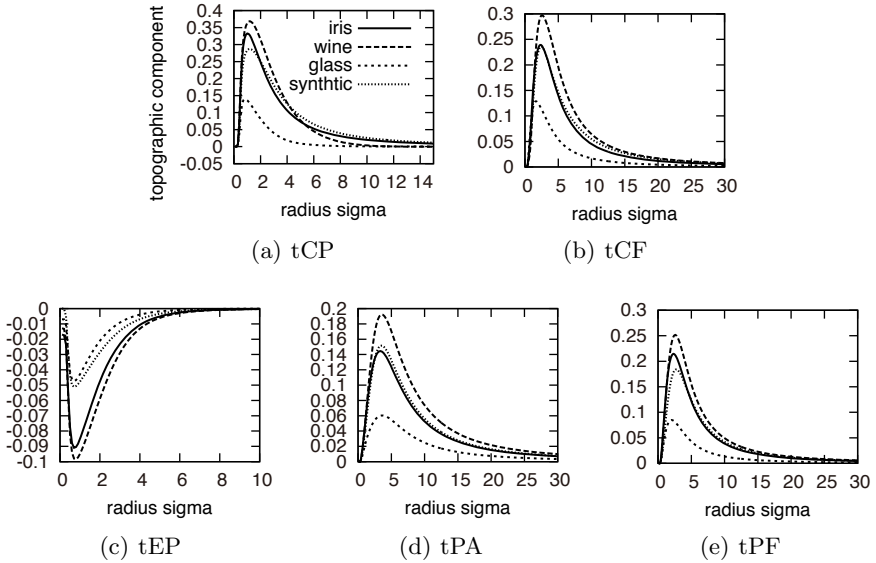 topographic component
0.4
0.35
0.3
0.25
0.2
0.15
0.1
0.05
0
-0.05
iris
wine
glass
synthtic
0 2 4 6 8 10 12 14
radius sigma
(a) tCP
0.3
0.25
0.2
0.15
0.1
0.05
0
0 5 10 15 20 25 30
radius sigma
(b) tCF
0
-0.01
-0.02
-0.03
-0.04
-0.05
-0.06
-0.07
-0.08
-0.09
-0.1
0 2 4 6 8 10
radius sigma
(c) tEP
0.2
0.18
0.16
0.14
0.12
0.10
0.08
0.06
0.04
0.02
0
0 5 10 15 20 25 30
radius sigma
(d) tPA
0.3
0.25
0.2
0.15
0.1
0.05
0
0 5 10 15 20 25 30
radius sigma
(e) tPF